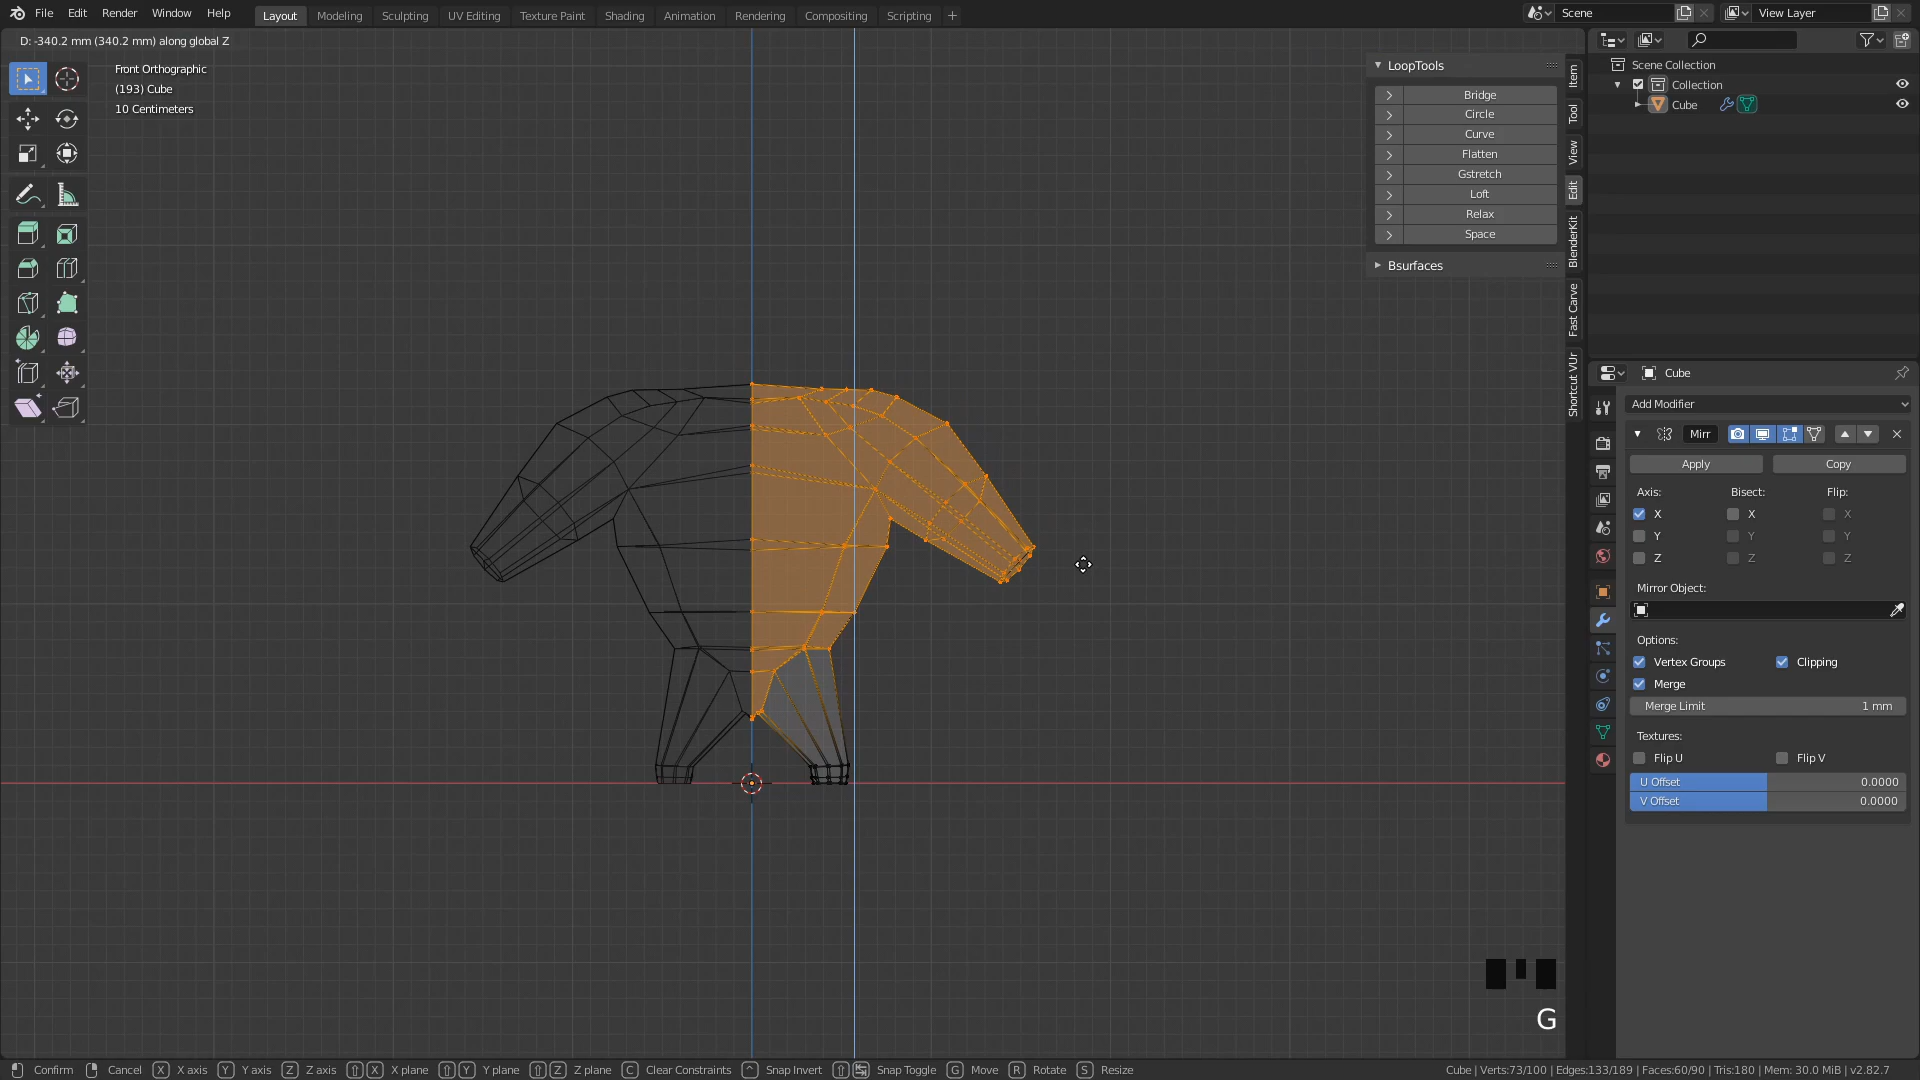 File Edit Render Window Help Layout Modeling Sculpting UV Editing Texture Paint Shading Animation Rendering Compositing Scripting Scene View Layer
D: -340.2 mm (340.2 mm) along global Z
Front Orthographic
(193) Cube
10 Centimeters
LoopTools
Bridge
Circle
Curve
Flatten
Gstretch
Loft
Relax
Space
Bsurfaces
Item
Tool
View
Edit
BlenderKit
Fast Carve
Shortcut VUr
Scene Collection
Collection
Cube
Cube
Add Modifier
Mirr
Apply Copy
Axis: Bisect: Flip:
X X X
Y Y Y
Z Z Z
Mirror Object:
Options:
Vertex Groups Clipping
Merge
Merge Limit 1 mm
Textures:
Flip U Flip V
U Offset 0.0000
V Offset 0.0000
G
Confirm Cancel X X axis Y Y axis Z Z axis X X plane Y Y plane Z Z plane C Clear Constraints ^ Snap Invert Snap Toggle G Move R Rotate S Resize Cube | Verts:73/100 | Edges:133/189 | Faces:60/90 | Tris:180 | Mem: 30.0 MiB | v2.82.7